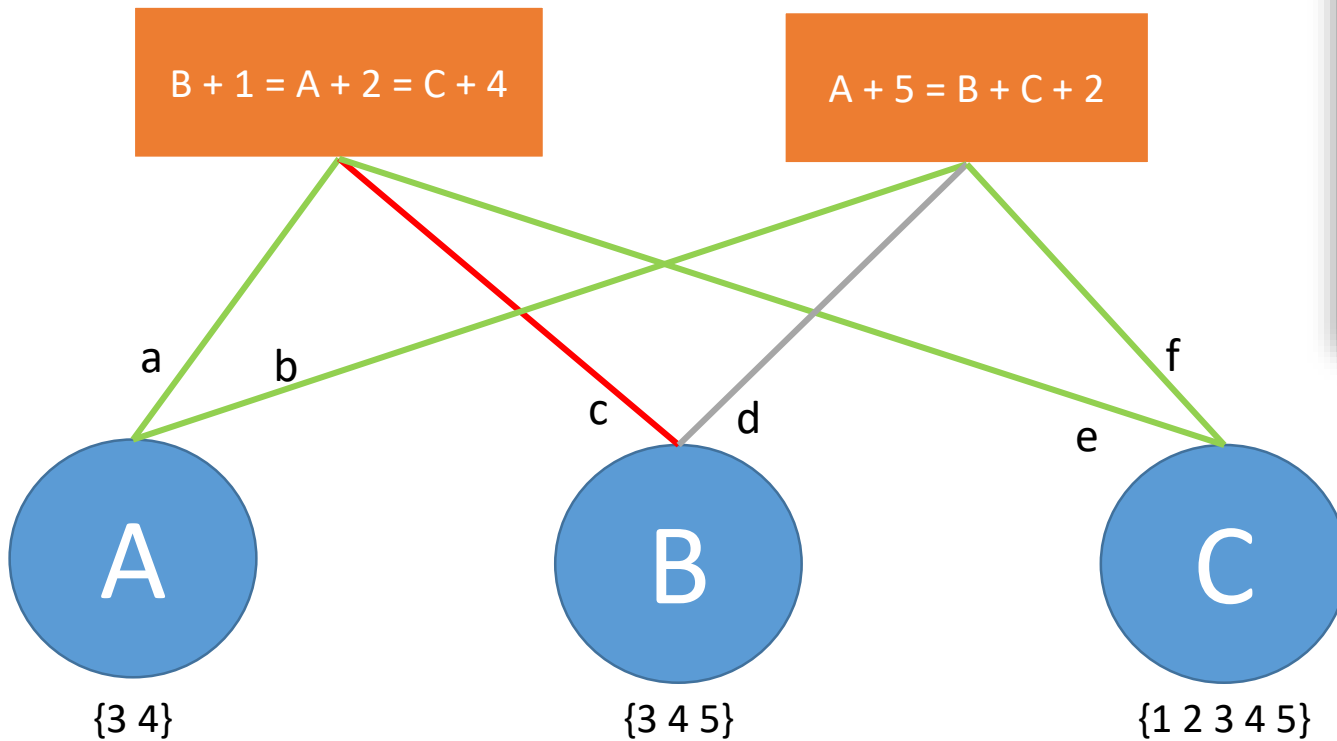 B + 1 = A + 2 = C + 4
A + 5 = B + C + 2
a
b
c
d
e
f
A
B
C
{3 4}
{3 4 5}
{1 2 3 4 5}